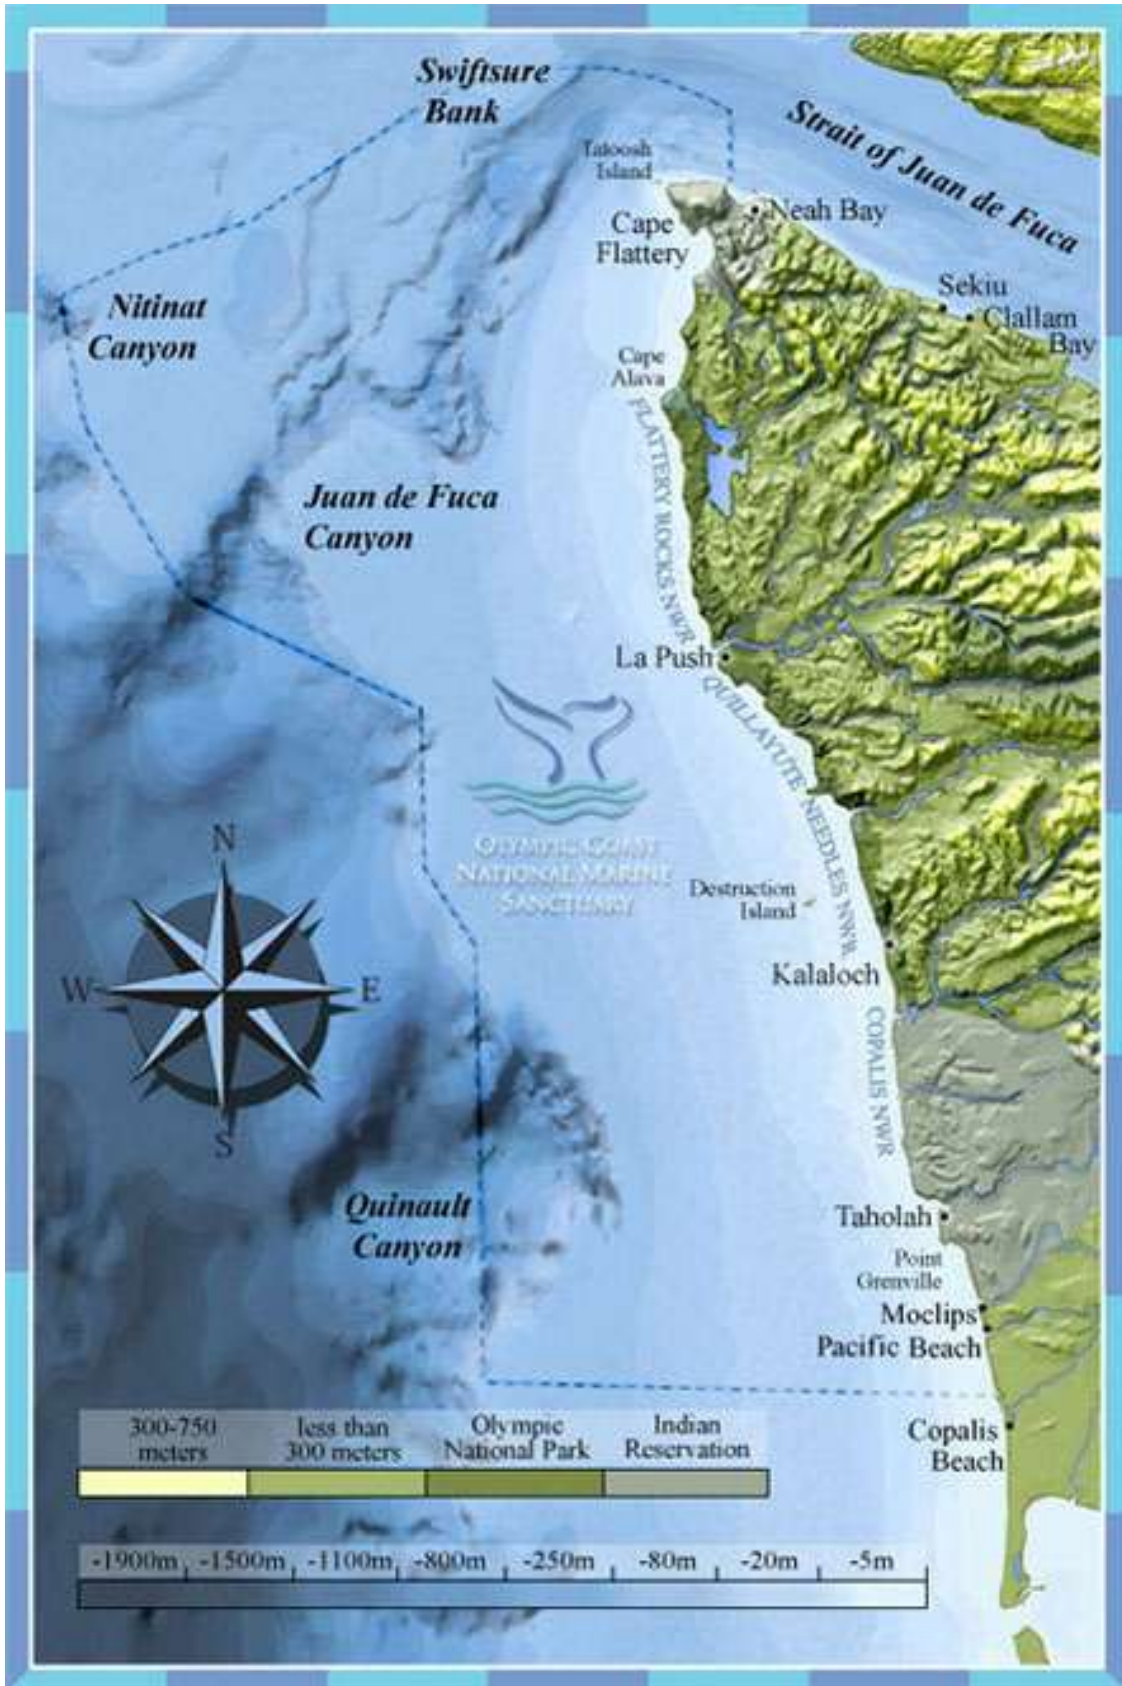 Swiftsure
Bank
Strait of Juan de Fuca
Tatoosh
Island
Neah Bay
Cape
Flattery
Sekiu
Clallam
Bay
Nitinat
Canyon
Cape
Alava
FLATTERY ROCKS NWR
Juan de Fuca
Canyon
La Push
QUILLAYUTE NEEDLES NWR
OLYMPIC COAST
NATIONAL MARINE
SANCTUARY
N
W
E
S
Destruction
Island
Kalaloch
COPALIS NWR
Quinault
Canyon
Taholah
Point
Grenville
Moclips
Pacific Beach
Copalis
Beach
300-750
meters
less than
300 meters
Olympic
National Park
Indian
Reservation
-1900m
-1500m
-1100m
-800m
-250m
-80m
-20m
-5m